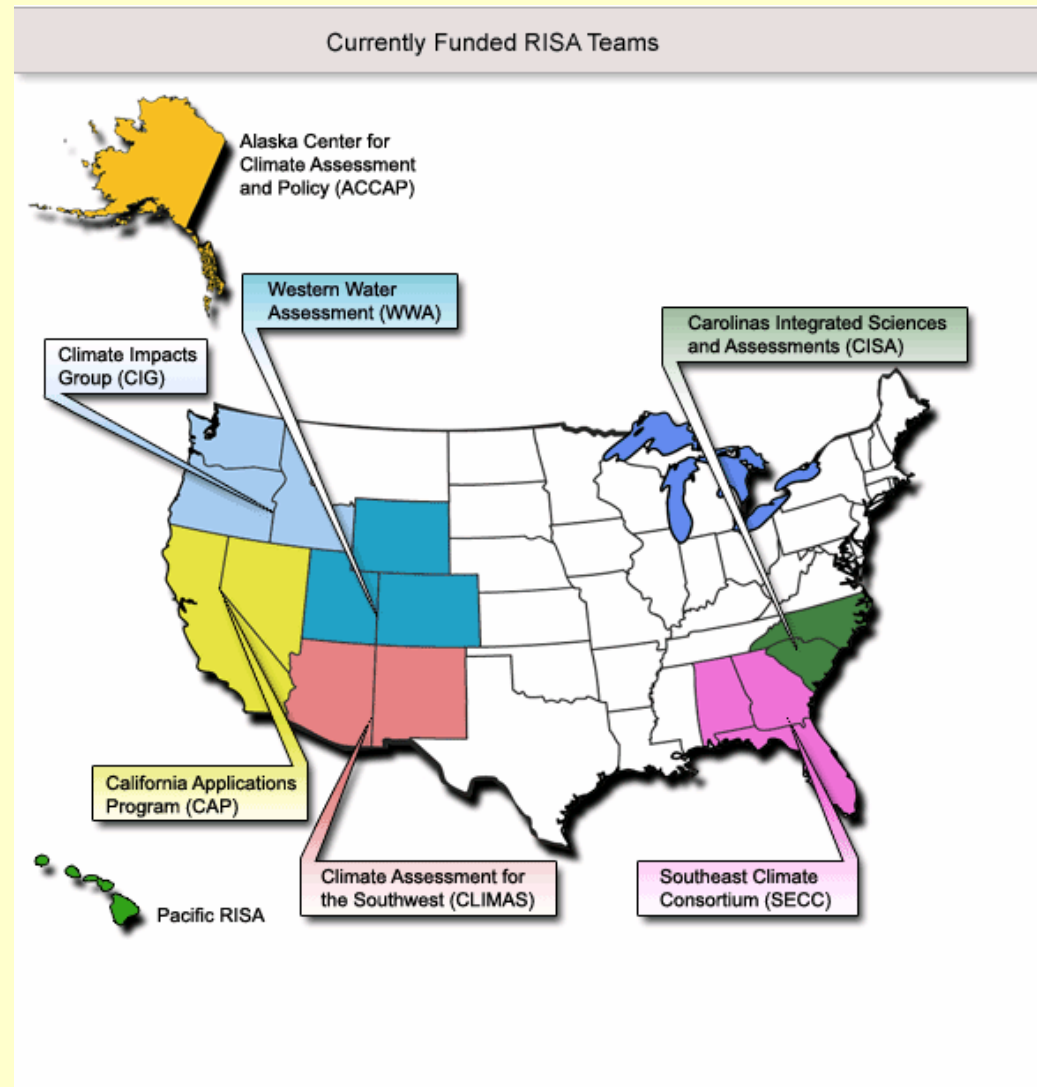 Currently Funded RISA Teams
Alaska Center for
Climate Assessment
and Policy (ACCAP)
Western Water
Assessment (WWA)
Carolinas Integrated Sciences
and Assessments (CISA)
Climate Impacts
Group (CIG)
California Applications
Program (CAP)
Climate Assessment for
the Southwest (CLIMAS)
Southeast Climate
Consortium (SECC)
Pacific RISA